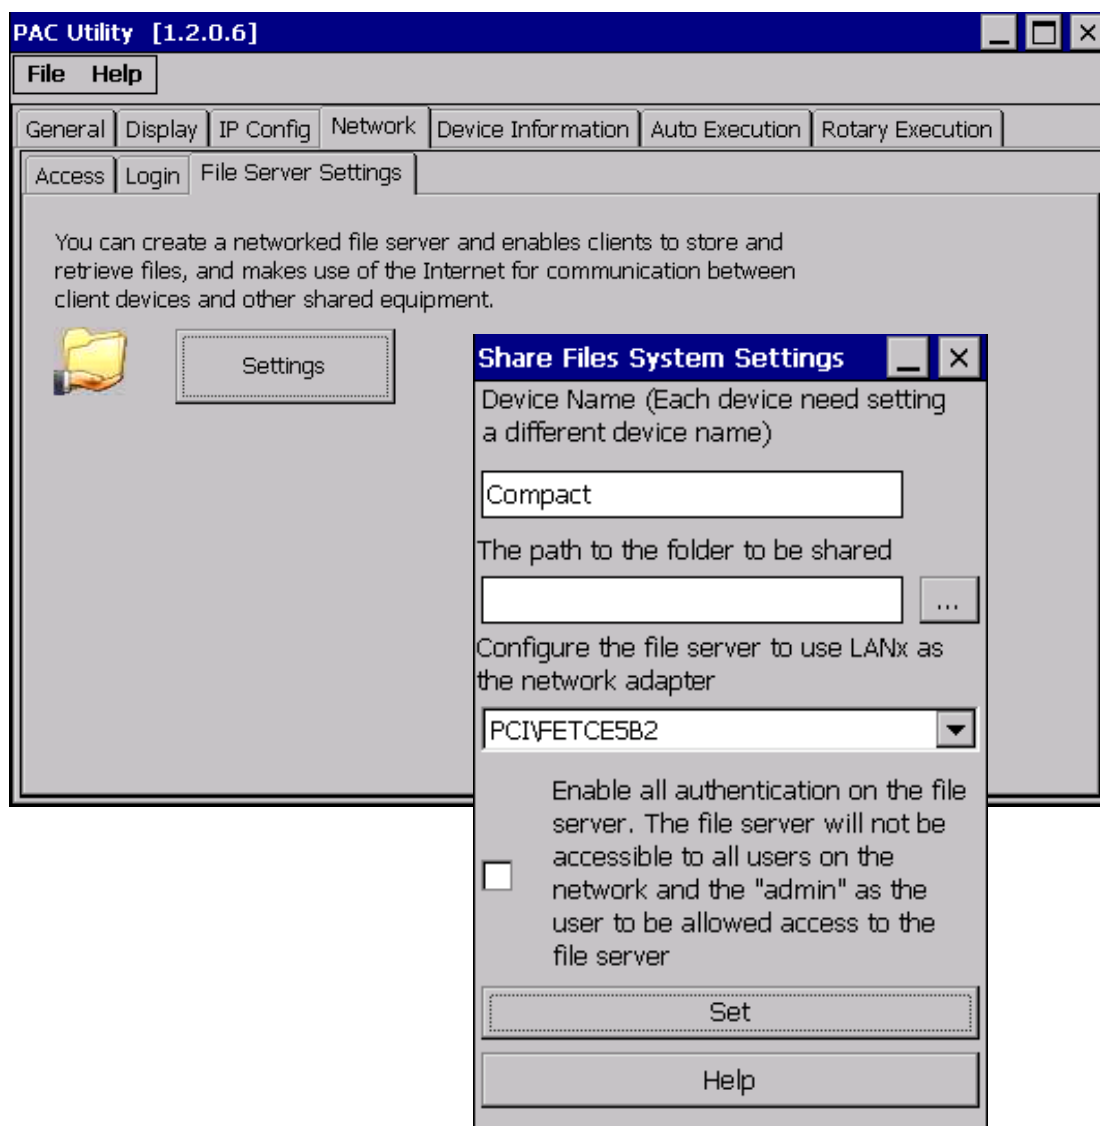 PAC Utility [1.2.0.6]
File Help
General Display IP Config Network Device Information Auto Execution Rotary Execution
Access Login File Server Settings
You can create a networked file server and enables clients to store and
retrieve files, and makes use of the Internet for communication between
client devices and other shared equipment.
Settings
Share Files System Settings
Device Name (Each device need setting
a different device name)
Compact
The path to the folder to be shared
...
Configure the file server to use LANx as
the network adapter
PCI\FETCE5B2
Enable all authentication on the file
server. The file server will not be
accessible to all users on the
network and the "admin" as the
user to be allowed access to the
file server
Set
Help